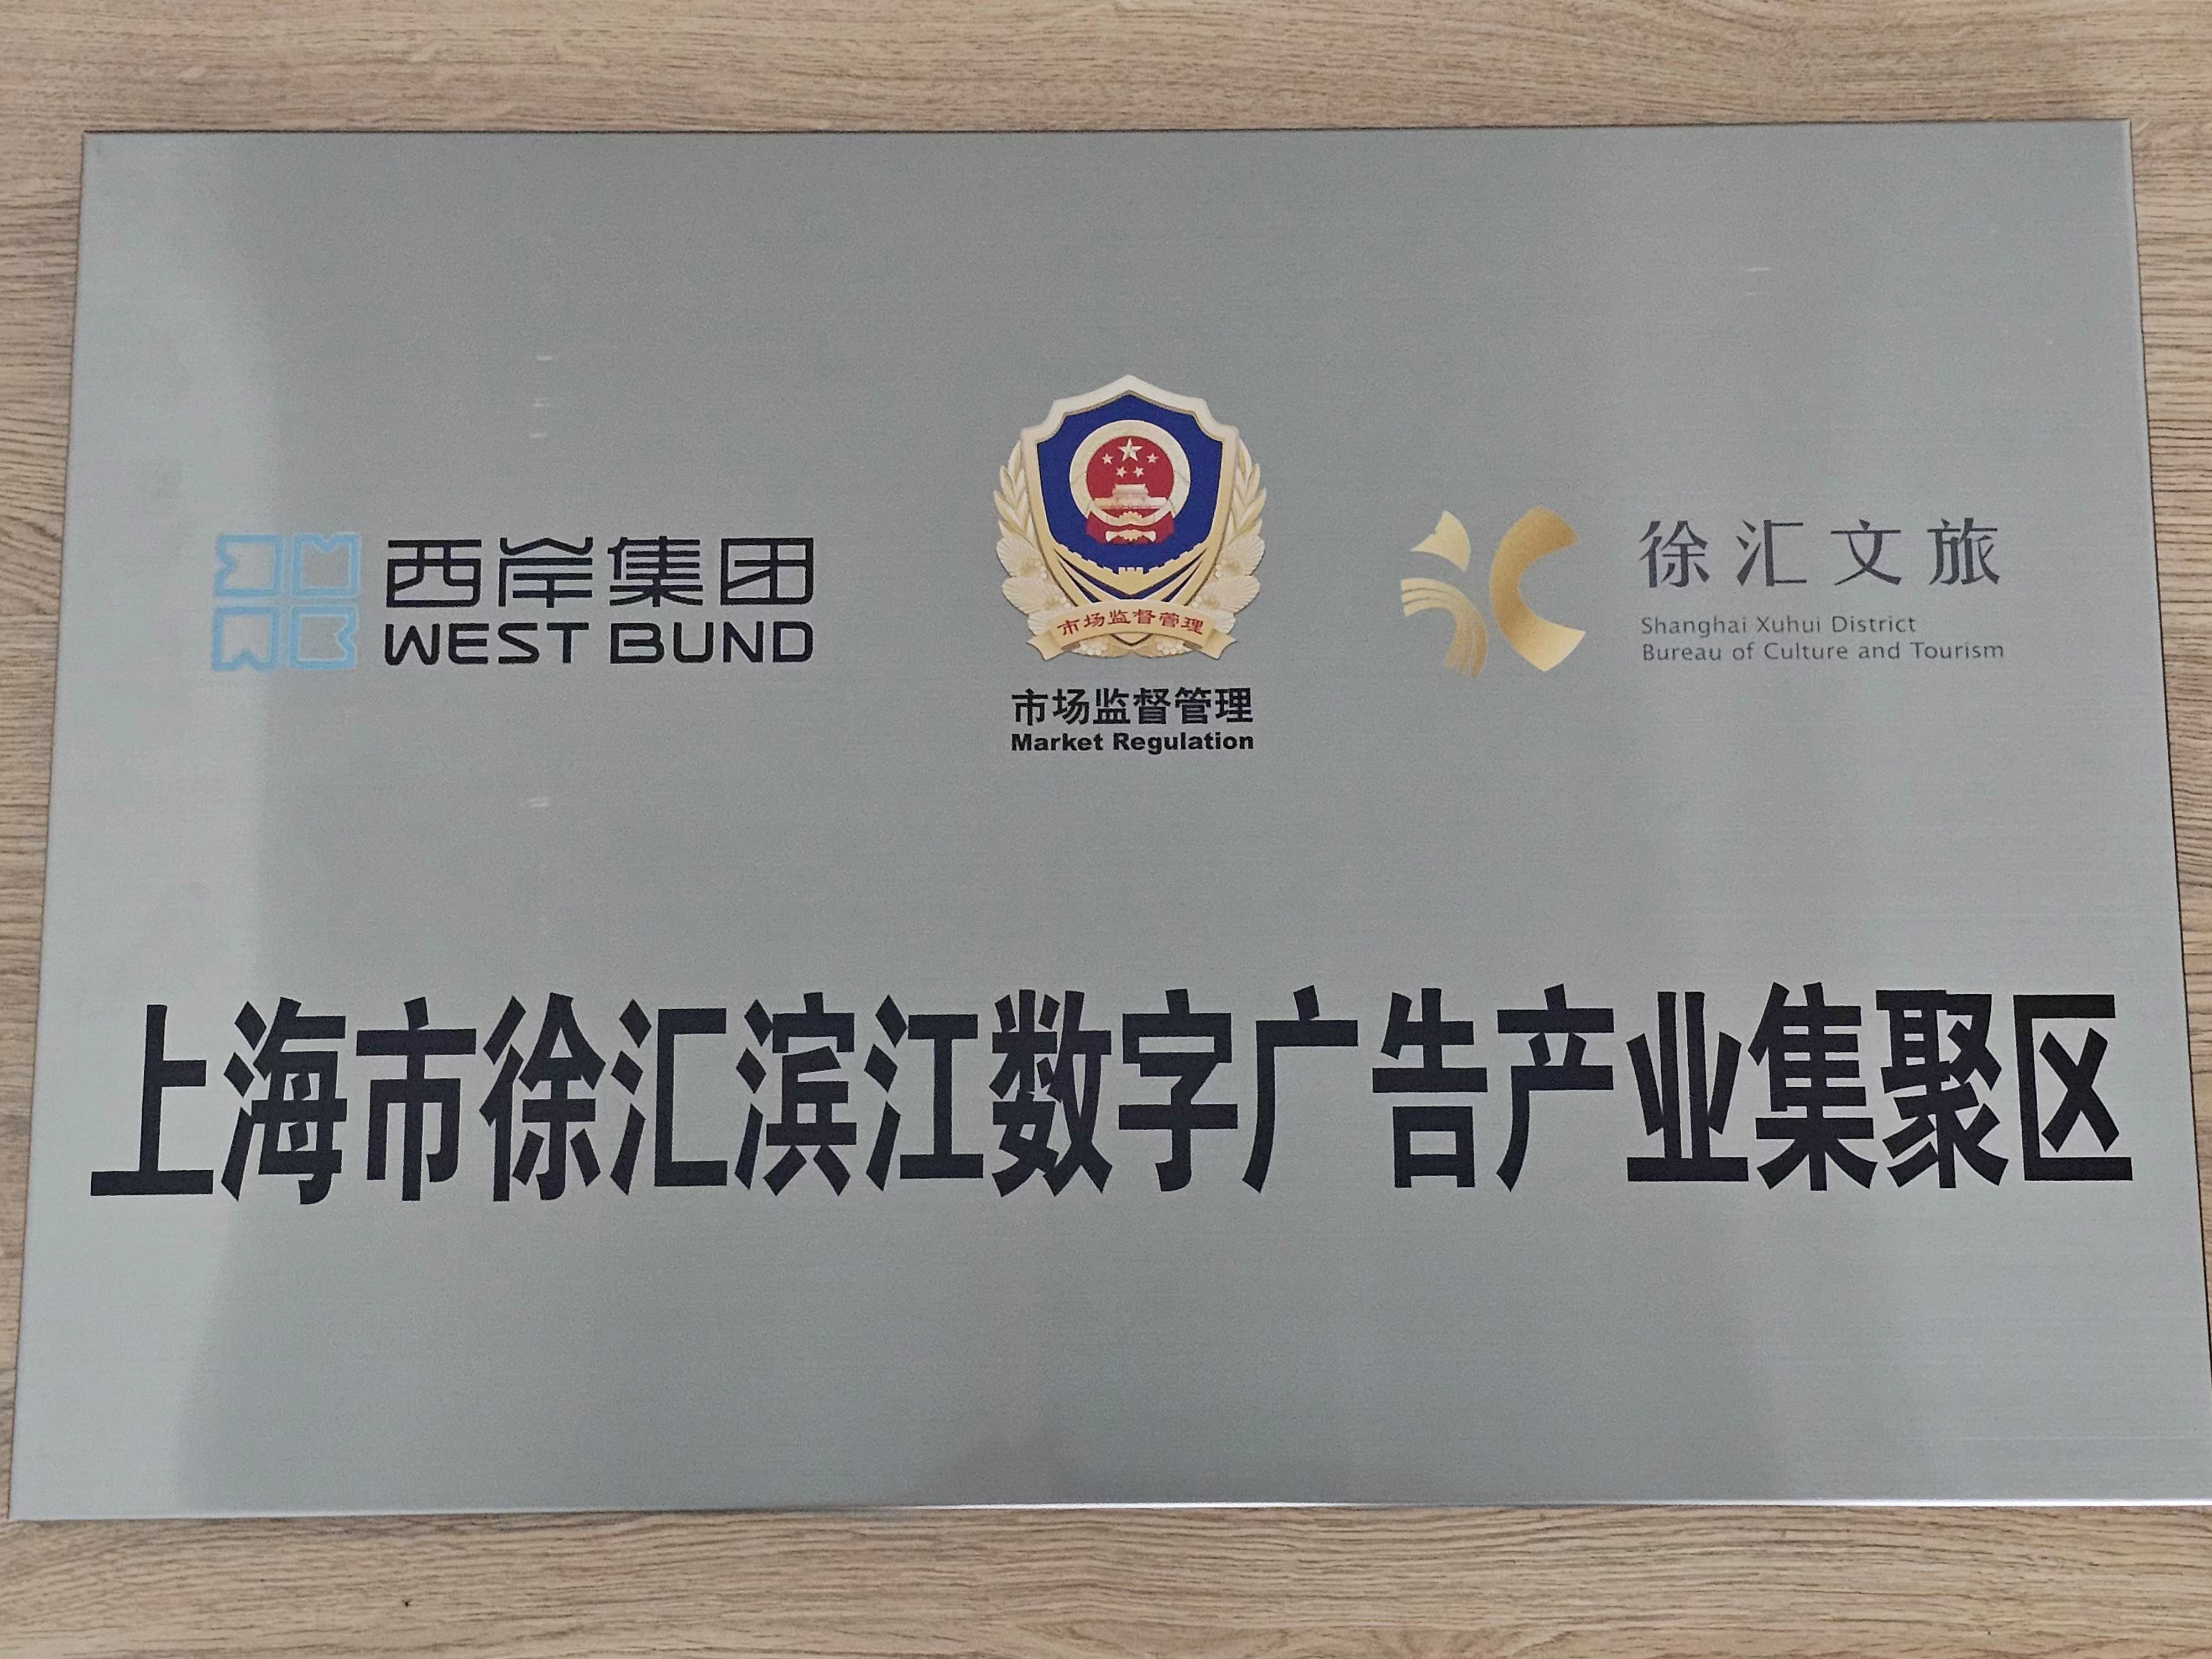 西岸集团
WEST BUND
市场监督管理
市场监督管理
Market Regulation
徐汇文旅
Shanghai Xuhui District
Bureau of Culture and Tourism
上海市徐汇滨江数字广告产业集聚区